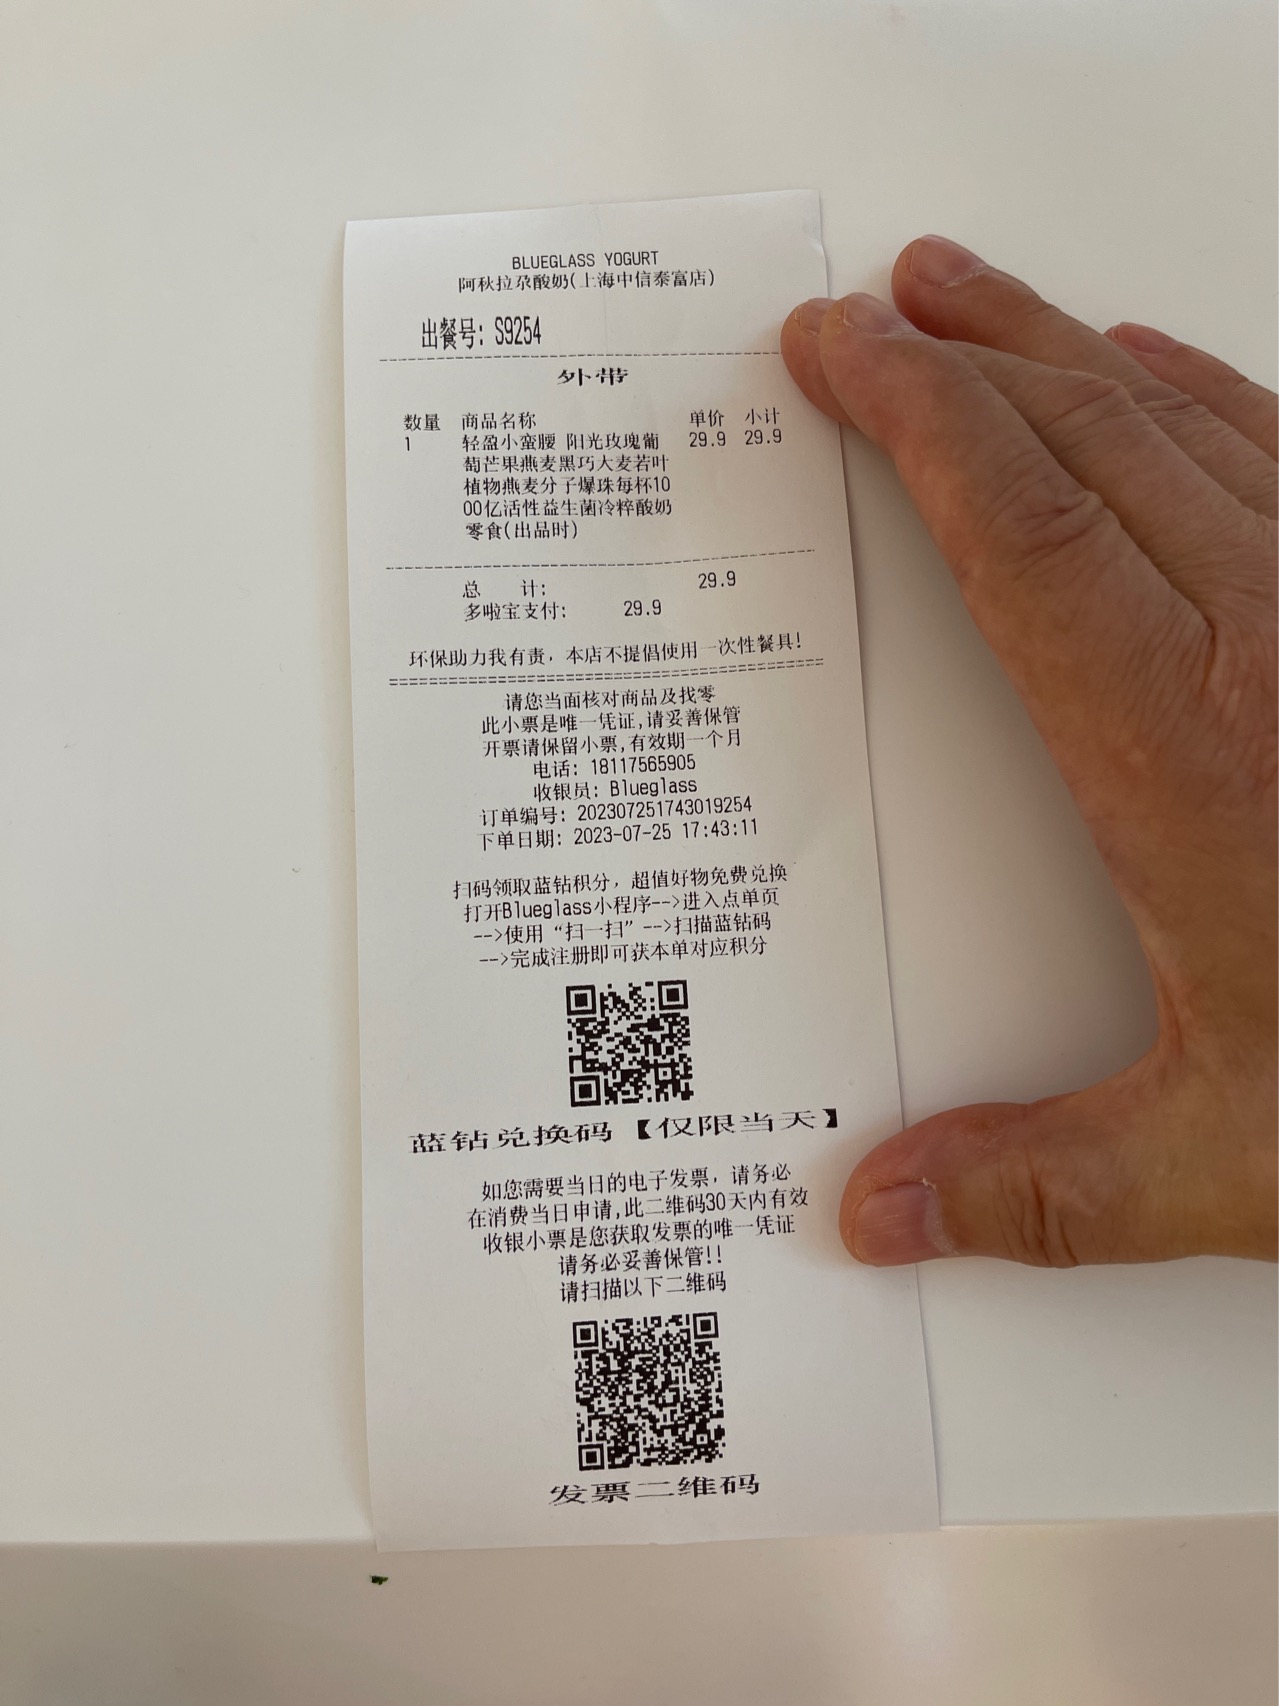 BLUEGLASS YOGURT
阿秋拉尕酸奶(上海中信泰富店)
出餐号: S9254
外带
数量 商品名称 单价 小计
1 轻盈小蛮腰 阳光玫瑰葡 29.9 29.9
萄芒果燕麦黑巧大麦若叶
植物燕麦分子爆珠每杯10
00亿活性益生菌冷粹酸奶
零食(出品时)
总 计: 29.9
多啦宝支付: 29.9
环保助力我有责，本店不提倡使用一次性餐具!
请您当面核对商品及找零
此小票是唯一凭证,请妥善保管
开票请保留小票,有效期一个月
电话: 18117565905
收银员: Blueglass
订单编号: 202307251743019254
下单日期: 2023-07-25 17:43:11
扫码领取蓝钻积分，超值好物免费兑换
打开Blueglass小程序-->进入点单页
-->使用“扫一扫”-->扫描蓝钻码
-->完成注册即可获本单对应积分
蓝钻兑换码【仅限当天】
如您需要当日的电子发票，请务必
在消费当日申请,此二维码30天内有效
收银小票是您获取发票的唯一凭证
请务必妥善保管!!
请扫描以下二维码
发票二维码